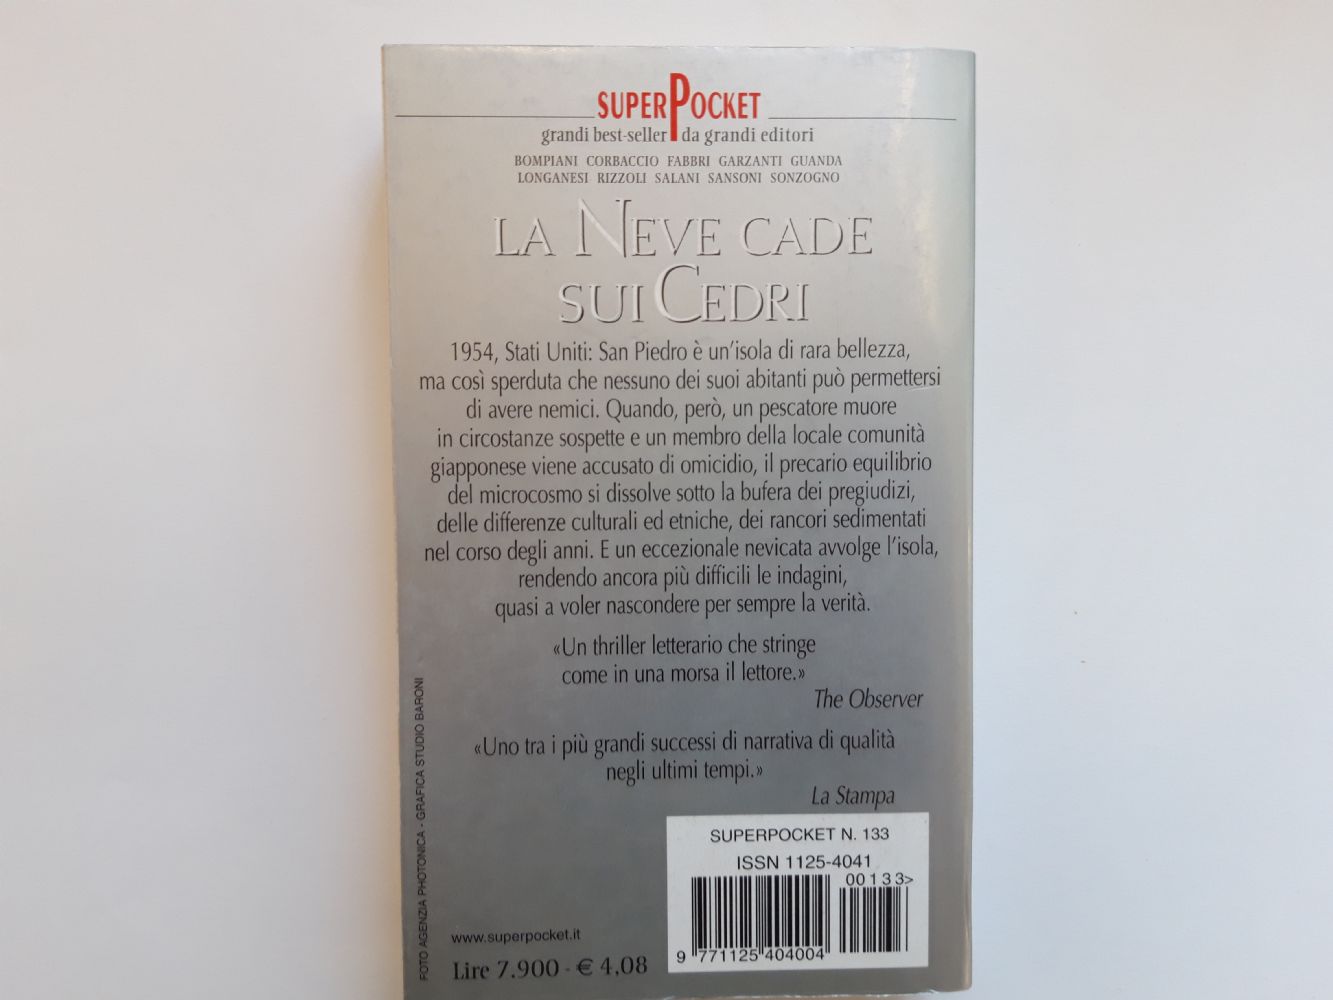 SUPERPOCKET
grandi best-seller da grandi editori
BOMPIANI CORBACCIO FABBRI GARZANTI GUANDA
LONGANESI RIZZOLI SALANI SANSONI SONZOGNO
LA NEVE CADE
SUI CEDRI
1954, Stati Uniti: San Piedro è un'isola di rara bellezza,
ma così sperduta che nessuno dei suoi abitanti può permettersi
di avere nemici. Quando, però, un pescatore muore
in circostanze sospette e un membro della locale comunità
giapponese viene accusato di omicidio, il precario equilibrio
del microcosmo si dissolve sotto la bufera dei pregiudizi,
delle differenze culturali ed etniche, dei rancori sedimentati
nel corso degli anni. E un eccezionale nevicata avvolge l'isola,
rendendo ancora più difficili le indagini,
quasi a voler nascondere per sempre la verità.
«Un thriller letterario che stringe
come in una morsa il lettore.»
The Observer
«Uno tra i più grandi successi di narrativa di qualità
negli ultimi tempi.»
La Stampa
FOTO AGENZIA PHOTONICA - GRAFICA STUDIO BARONI
www.superpocket.it
Lire 7.900 - € 4,08
SUPERPOCKET N. 133
ISSN 1125-4041
00133>
9 771125 404004